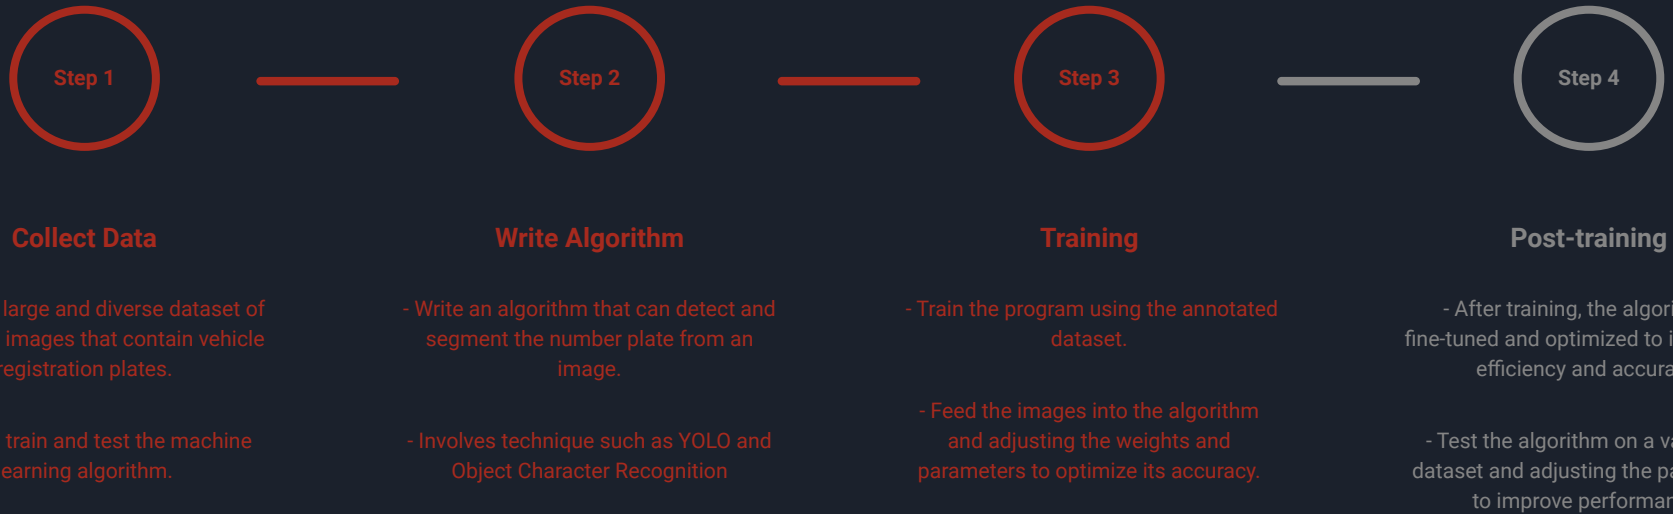 Step 1
Step 2
Step 3
Step 4
Collect Data
large and diverse dataset of
images that contain vehicle
registration plates.
train and test the machine
earning algorithm.
Write Algorithm
- Write an algorithm that can detect and
segment the number plate from an
image.
- Involves technique such as YOLO and
Object Character Recognition
Training
- Train the program using the annotated
dataset.
- Feed the images into the algorithm
and adjusting the weights and
parameters to optimize its accuracy.
Post-training
- After training, the algori
fine-tuned and optimized to i
efficiency and accura
- Test the algorithm on a va
dataset and adjusting the pa
to improve performan